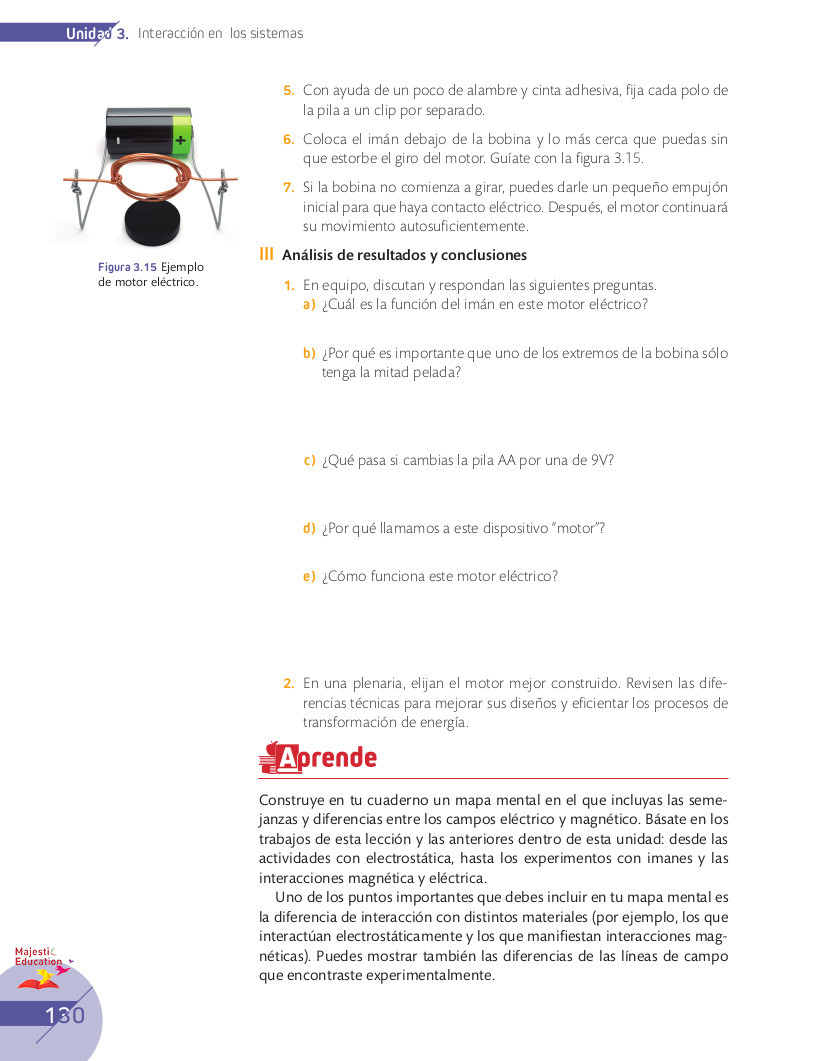 Unidad 3. Interacción en los sistemas
5. Con ayuda de un poco de alambre y cinta adhesiva, fija cada polo de
la pila a un clip por separado.
6. Coloca el imán debajo de la bobina y lo más cerca que puedas sin
que estorbe el giro del motor. Guíate con la figura 3.15.
7. Si la bobina no comienza a girar, puedes darle un pequeño empujón
inicial para que haya contacto eléctrico. Después, el motor continuará
su movimiento autosuficientemente.
- +
Figura 3.15 Ejemplo
de motor eléctrico.
III Análisis de resultados y conclusiones
1. En equipo, discutan y respondan las siguientes preguntas.
a) ¿Cuál es la función del imán en este motor eléctrico?
b) ¿Por qué es importante que uno de los extremos de la bobina sólo
tenga la mitad pelada?
c) ¿Qué pasa si cambias la pila AA por una de 9V?
d) ¿Por qué llamamos a este dispositivo "motor"?
e) ¿Cómo funciona este motor eléctrico?
2. En una plenaria, elijan el motor mejor construido. Revisen las dife-
rencias técnicas para mejorar sus diseños y eficientar los procesos de
transformación de energía.
Aprende
Construye en tu cuaderno un mapa mental en el que incluyas las seme-
janzas y diferencias entre los campos eléctrico y magnético. Básate en los
trabajos de esta lección y las anteriores dentro de esta unidad: desde las
actividades con electrostática, hasta los experimentos con imanes y las
interacciones magnética y eléctrica.
Uno de los puntos importantes que debes incluir en tu mapa mental es
la diferencia de interacción con distintos materiales (por ejemplo, los que
interactúan electrostáticamente y los que manifiestan interacciones mag-
néticas). Puedes mostrar también las diferencias de las líneas de campo
que encontraste experimentalmente.
Majestic
Education
130